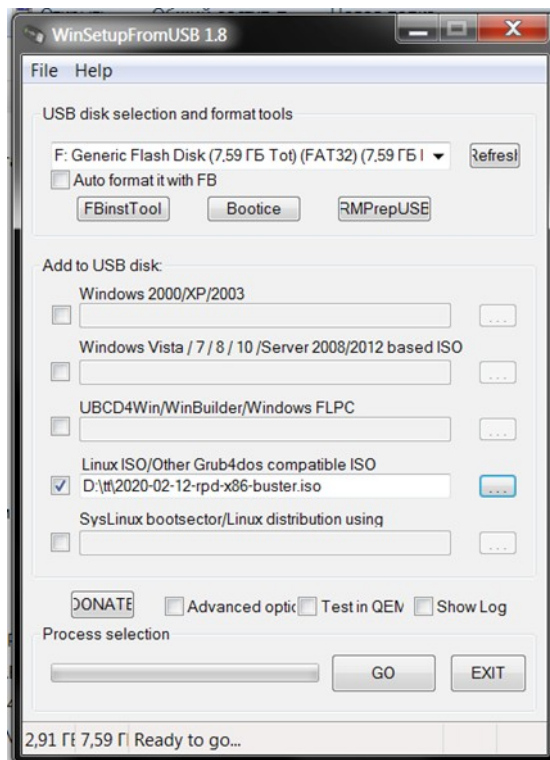 WinSetupFromUSB 1.8
File Help
USB disk selection and format tools
F: Generic Flash Disk (7,59 ГБ Tot) (FAT32) (7,59 ГБ
Refresh
Auto format it with FB
FBinstTool Bootice RMPrepUSB
Add to USB disk:
Windows 2000/XP/2003
...
Windows Vista / 7 / 8 / 10 /Server 2008/2012 based ISO
...
UBCD4Win/WinBuilder/Windows FLPC
...
Linux ISO/Other Grub4dos compatible ISO
D:\tt\2020-02-12-rpd-x86-buster.iso
...
SysLinux bootsector/Linux distribution using
...
DONATE Advanced optic Test in QEM Show Log
Process selection
GO EXIT
2,91 ГБ 7,59 Г Ready to go...